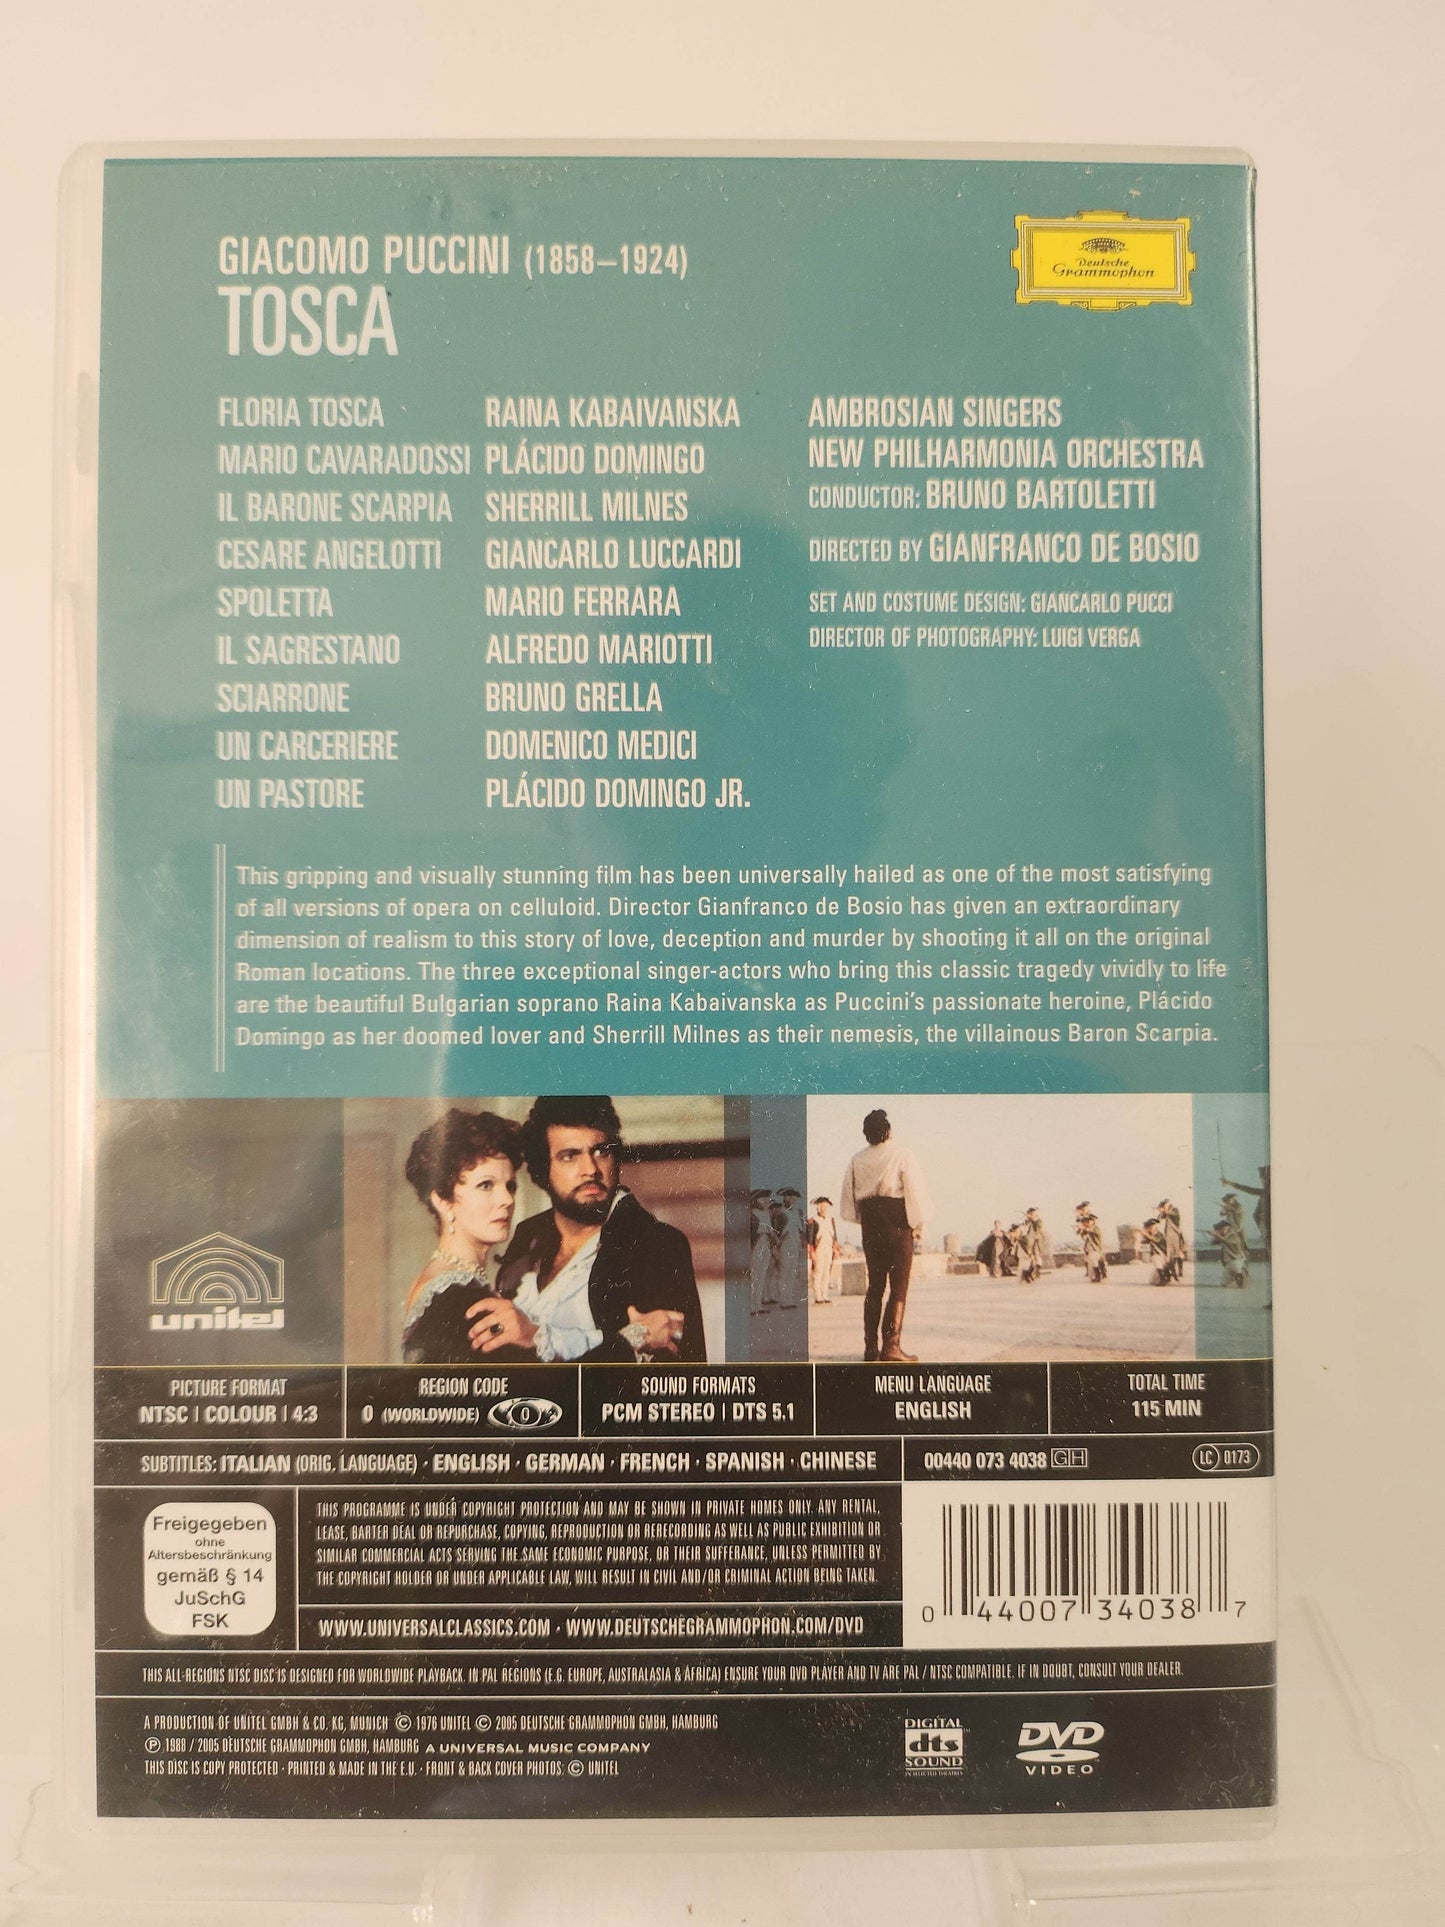 GIACOMO PUCCINI (1858–1924)
TOSCA
Deutsche
Grammophon
FLORIA TOSCA RAINA KABAIVANSKA
MARIO CAVARADOSSI PLÁCIDO DOMINGO
IL BARONE SCARPIA SHERRILL MILNES
CESARE ANGELOTTI GIANCARLO LUCCARDI
SPOLETTA MARIO FERRARA
IL SAGRESTANO ALFREDO MARIOTTI
SCIARRONE BRUNO GRELLA
UN CARCERIERE DOMENICO MEDICI
UN PASTORE PLÁCIDO DOMINGO JR.
AMBROSIAN SINGERS
NEW PHILHARMONIA ORCHESTRA
CONDUCTOR: BRUNO BARTOLETTI
DIRECTED BY GIANFRANCO DE BOSIO
SET AND COSTUME DESIGN: GIANCARLO PUCCI
DIRECTOR OF PHOTOGRAPHY: LUIGI VERGA
This gripping and visually stunning film has been universally hailed as one of the most satisfying
of all versions of opera on celluloid. Director Gianfranco de Bosio has given an extraordinary
dimension of realism to this story of love, deception and murder by shooting it all on the original
Roman locations. The three exceptional singer-actors who bring this classic tragedy vividly to life
are the beautiful Bulgarian soprano Raina Kabaivanska as Puccini's passionate heroine, Plácido
Domingo as her doomed lover and Sherrill Milnes as their nemesis, the villainous Baron Scarpia.
unitel
PICTURE FORMAT
NTSC | COLOUR | 4:3
REGION CODE
0 (WORLDWIDE) 0
SOUND FORMATS
PCM STEREO | DTS 5.1
MENU LANGUAGE
ENGLISH
TOTAL TIME
115 MIN
SUBTITLES: ITALIAN (ORIG. LANGUAGE) · ENGLISH · GERMAN · FRENCH · SPANISH · CHINESE
00440 073 4038 GH
LC 0173
Freigegeben
ohne
Altersbeschränkung
gemäß § 14
JuSchG
FSK
THIS PROGRAMME IS UNDER COPYRIGHT PROTECTION AND MAY BE SHOWN IN PRIVATE HOMES ONLY. ANY RENTAL,
LEASE, BARTER DEAL OR REPURCHASE, COPYING, REPRODUCTION OR RERECORDING AS WELL AS PUBLIC EXHIBITION OR
SIMILAR COMMERCIAL ACTS SERVING THE SAME ECONOMIC PURPOSE, OR THEIR SUFFERANCE, UNLESS PERMITTED BY
THE COPYRIGHT HOLDER OR UNDER APPLICABLE LAW, WILL RESULT IN CIVIL AND/OR CRIMINAL ACTION BEING TAKEN.
WWW.UNIVERSALCLASSICS.COM · WWW.DEUTSCHEGRAMMOPHON.COM/DVD
0 44007 34038 7
THIS ALL-REGIONS NTSC DISC IS DESIGNED FOR WORLDWIDE PLAYBACK. IN PAL REGIONS (E.G. EUROPE, AUSTRALASIA & AFRICA) ENSURE YOUR DVD PLAYER AND TV ARE PAL / NTSC COMPATIBLE. IF IN DOUBT, CONSULT YOUR DEALER.
A PRODUCTION OF UNITEL GMBH & CO. KG, MUNICH © 1976 UNITEL © 2005 DEUTSCHE GRAMMOPHON GMBH, HAMBURG
℗ 1988 / 2005 DEUTSCHE GRAMMOPHON GMBH, HAMBURG A UNIVERSAL MUSIC COMPANY
THIS DISC IS COPY PROTECTED · PRINTED & MADE IN THE E.U. · FRONT & BACK COVER PHOTOS: © UNITEL
DIGITAL
dts
SOUND
IN SELECTED THEATRES
DVD
VIDEO